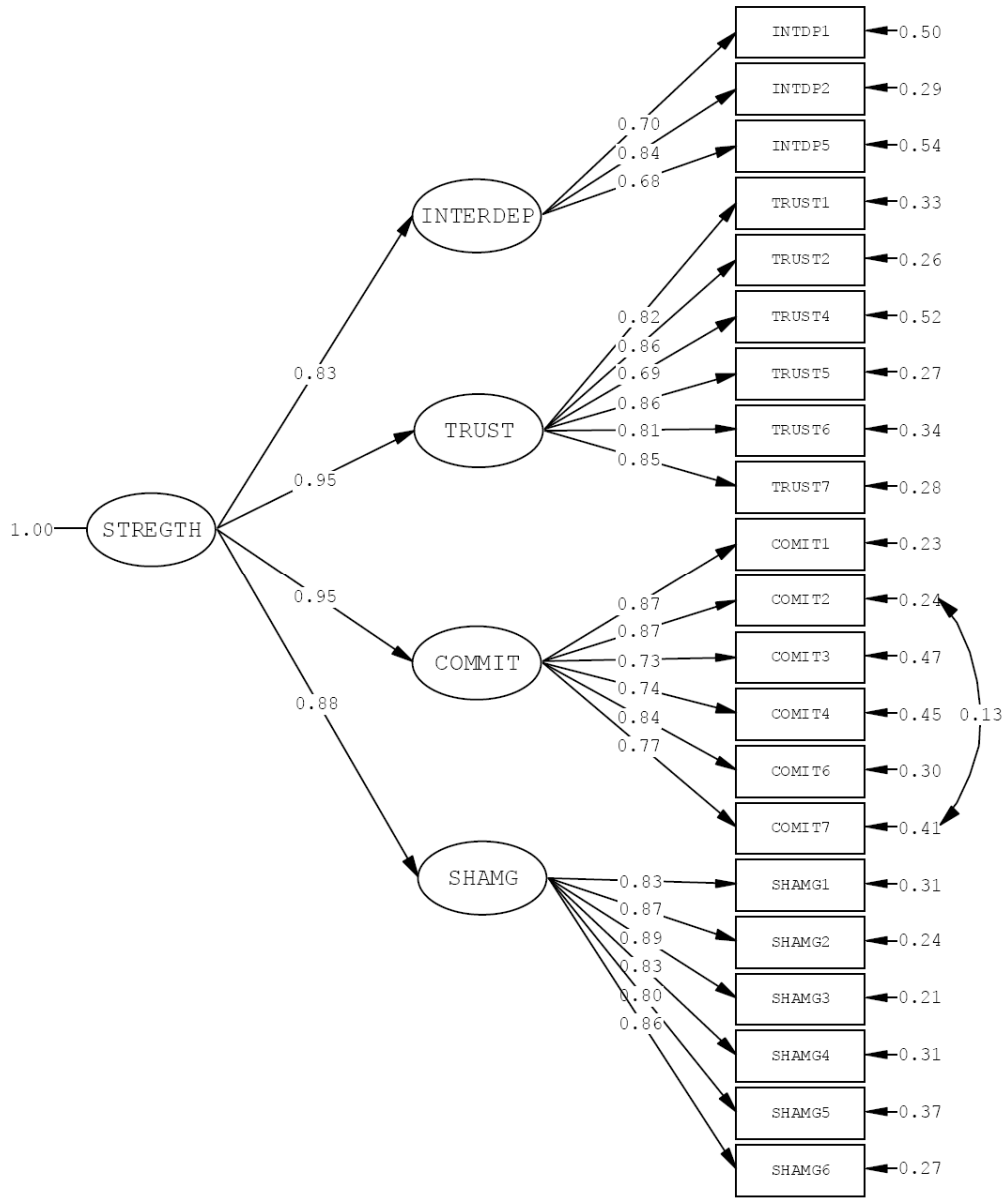 INTDP1 0.50
INTDP2 0.29
0.70
0.84
INTDP5 0.54
0.68
TRUST1 0.33
INTERDEP
TRUST2 0.26
0.82
TRUST4 0.52
0.86
0.83
0.69
TRUST5 0.27
0.86
TRUST
0.81
TRUST6 0.34
0.85
0.95
TRUST7 0.28
1.00 STREGTH
COMIT1 0.23
0.95
0.87
COMIT2 0.24
0.87
0.73
COMIT3 0.47
COMMIT
0.74
0.88
0.84
COMIT4 0.45 0.13
0.77
COMIT6 0.30
COMIT7 0.41
SHAMG
0.83
SHAMG1 0.31
0.87
0.89
SHAMG2 0.24
0.83
0.80
SHAMG3 0.21
0.86
SHAMG4 0.31
SHAMG5 0.37
SHAMG6 0.27